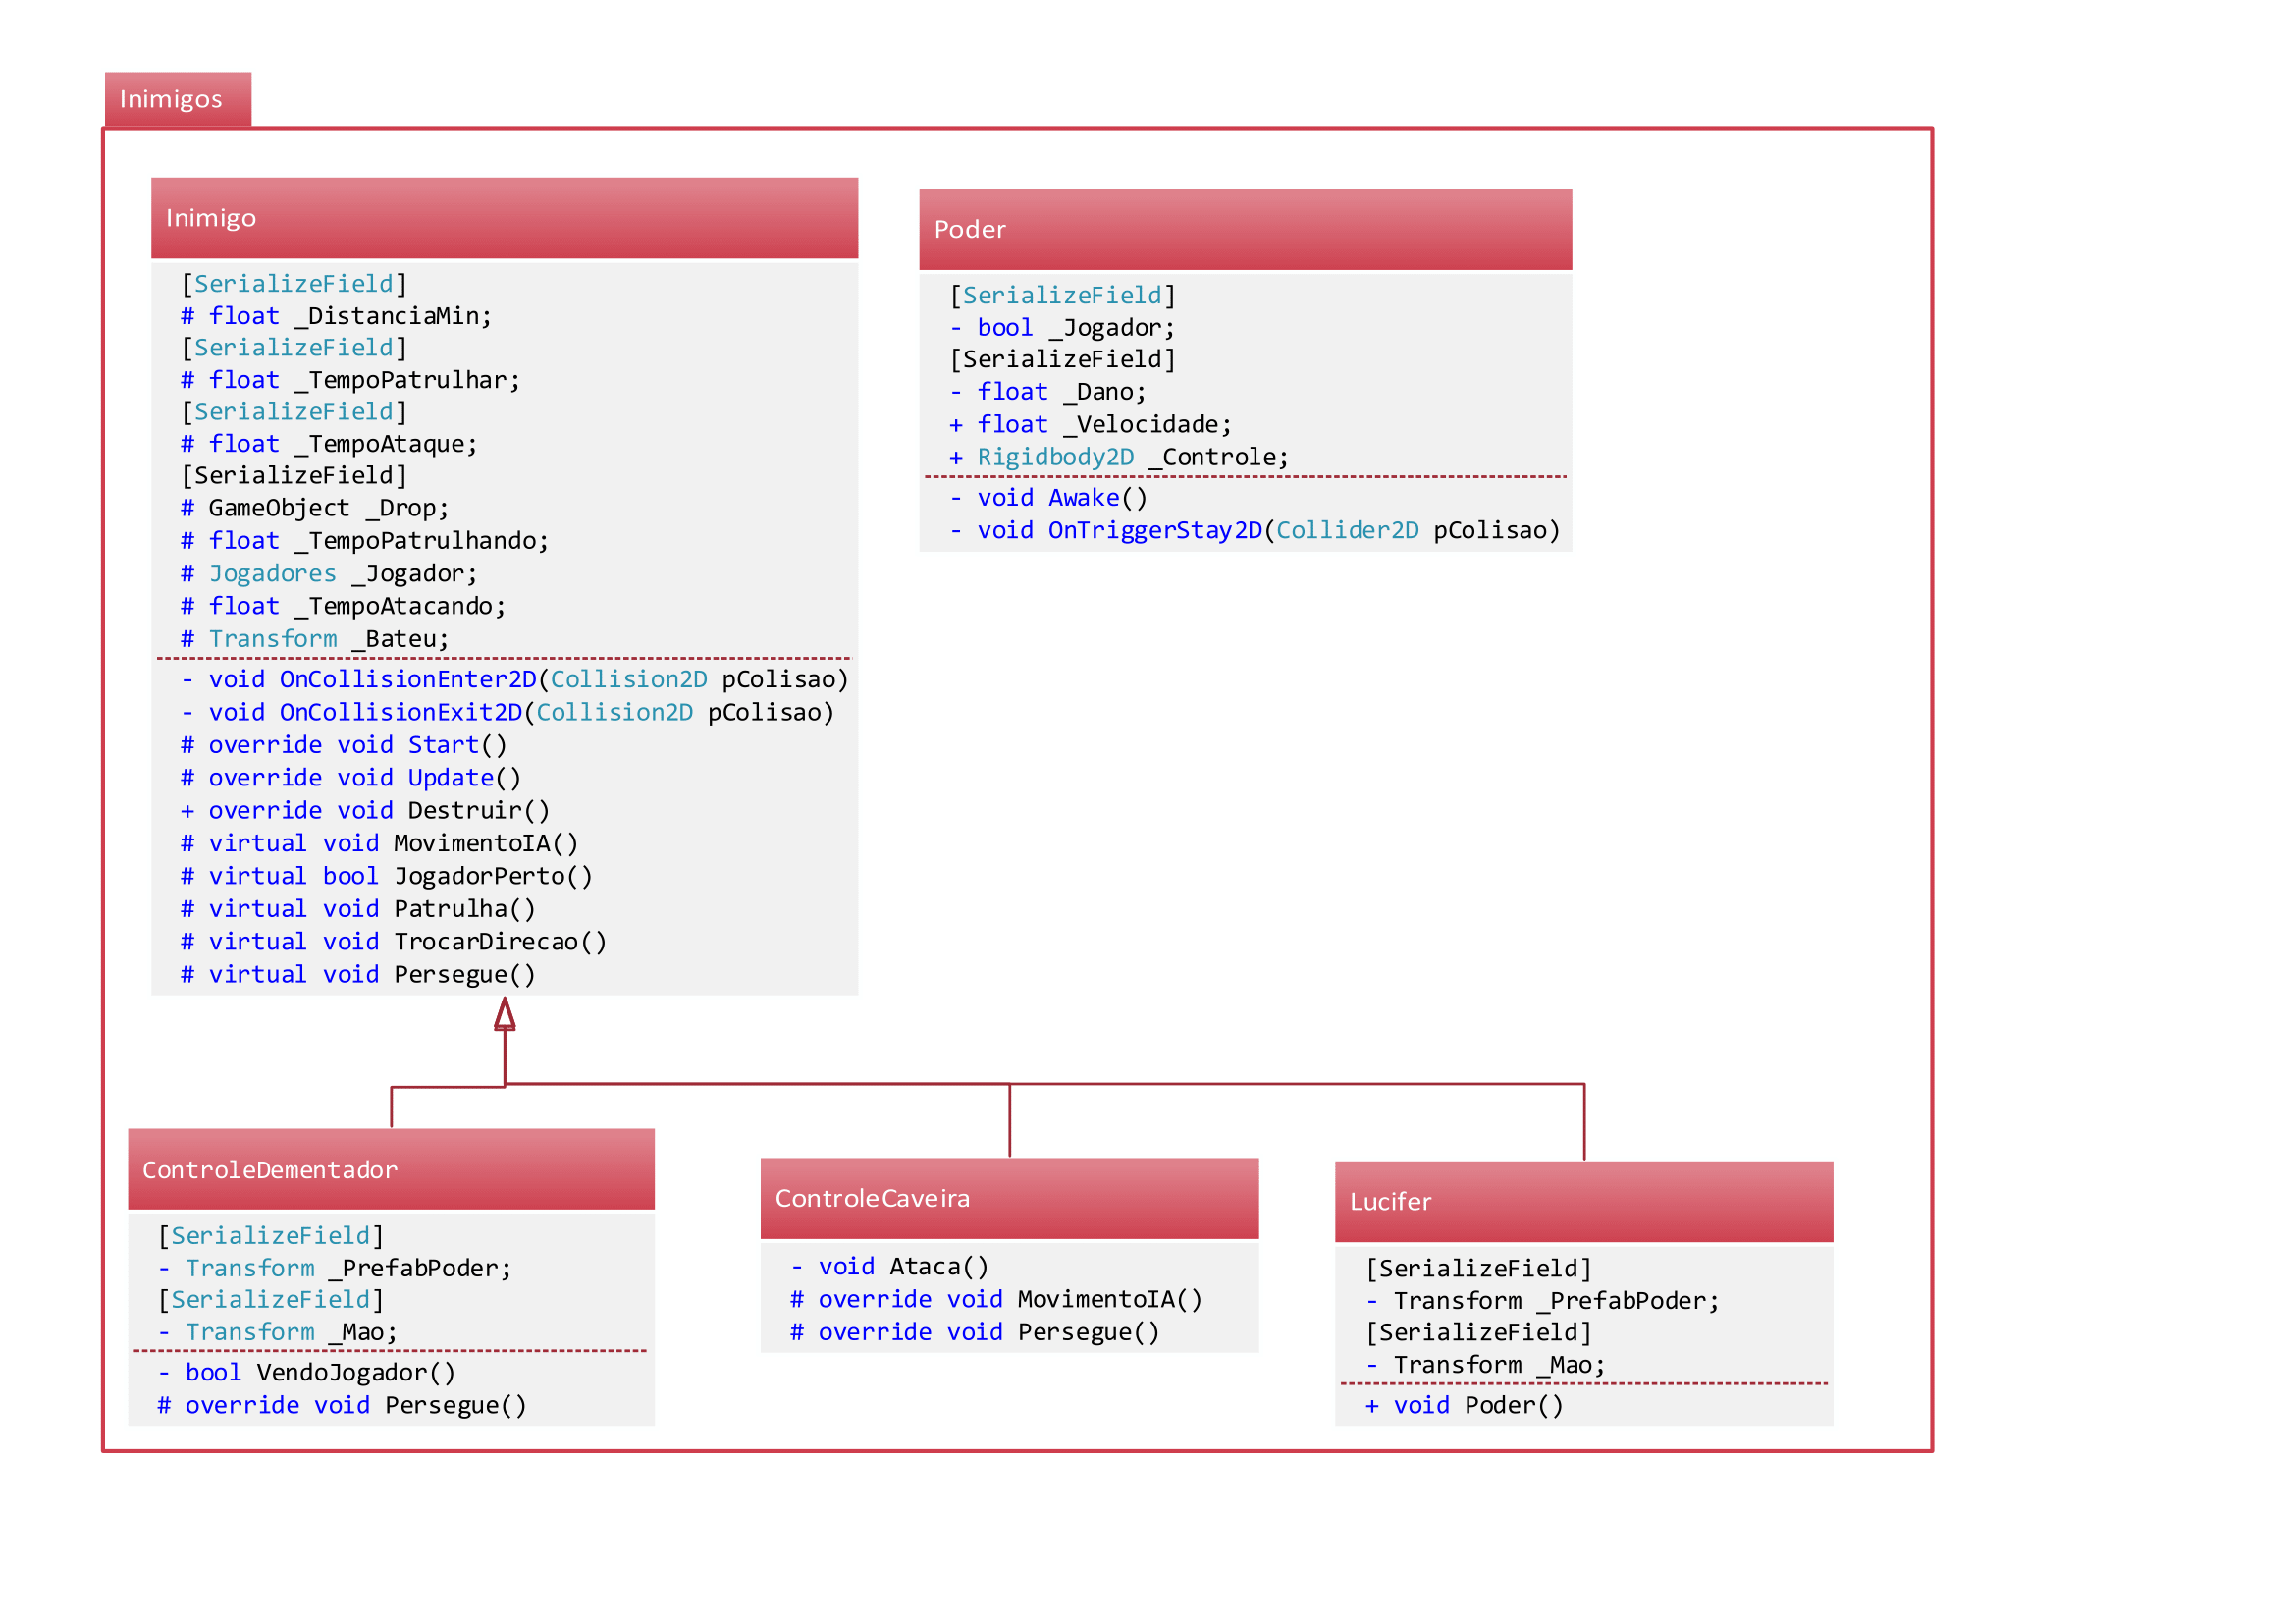 Inimigos
Inimigo
[SerializeField]
# float _DistanciaMin;
[SerializeField]
# float _TempoPatrulhar;
[SerializeField]
# float _TempoAtaque;
[SerializeField]
# GameObject _Drop;
# float _TempoPatrulhando;
# Jogadores _Jogador;
# float _TempoAtacando;
# Transform _Bateu;
- void OnCollisionEnter2D(Collision2D pColisao)
- void OnCollisionExit2D(Collision2D pColisao)
# override void Start()
# override void Update()
+ override void Destruir()
# virtual void MovimentoIA()
# virtual bool JogadorPerto()
# virtual void Patrulha()
# virtual void TrocarDirecao()
# virtual void Persegue()
Poder
[SerializeField]
- bool _Jogador;
[SerializeField]
- float _Dano;
+ float _Velocidade;
+ Rigidbody2D _Controle;
- void Awake()
- void OnTriggerStay2D(Collider2D pColisao)
ControleDementador
[SerializeField]
- Transform _PrefabPoder;
[SerializeField]
- Transform _Mao;
- bool VendoJogador()
# override void Persegue()
ControleCaveira
- void Ataca()
# override void MovimentoIA()
# override void Persegue()
Lucifer
[SerializeField]
- Transform _PrefabPoder;
[SerializeField]
- Transform _Mao;
+ void Poder()